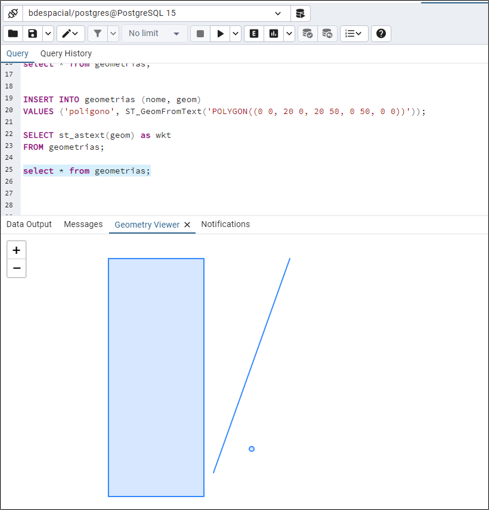 bdespacial/postgres@PostgreSQL 15
No limit
Query Query History
16 select * from geometrias;
17
18
19 INSERT INTO geometrias (nome, geom)
20 VALUES ('poligono', ST_GeomFromText('POLYGON((0 0, 20 0, 20 50, 0 50, 0 0))'));
21
22 SELECT st_astext(geom) as wkt
23 FROM geometrias;
24
25 select * from geometrias;
26
27
28
Data Output Messages Geometry Viewer Notifications
+
−